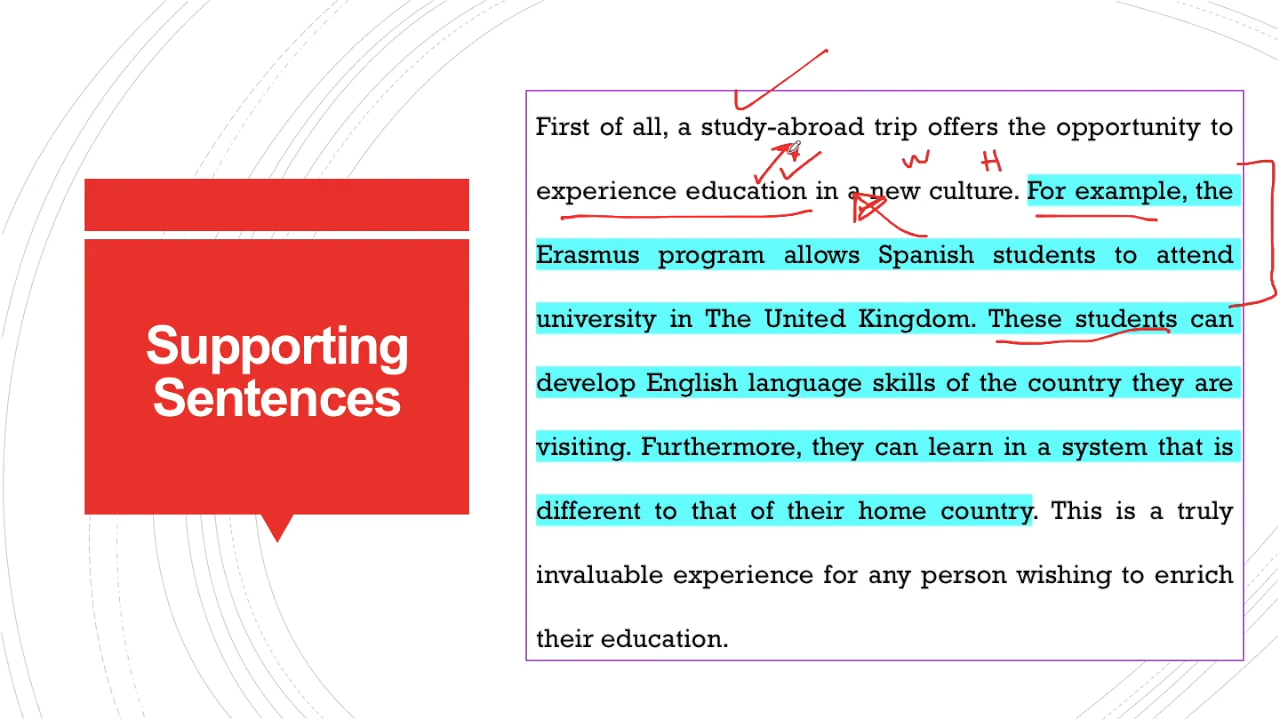 Supporting
Sentences
First of all, a study-abroad trip offers the opportunity to
W H
experience education in a new culture. For example, the
Erasmus program allows Spanish students to attend
university in The United Kingdom. These students can
develop English language skills of the country they are
visiting. Furthermore, they can learn in a system that is
different to that of their home country. This is a truly
invaluable experience for any person wishing to enrich
their education.